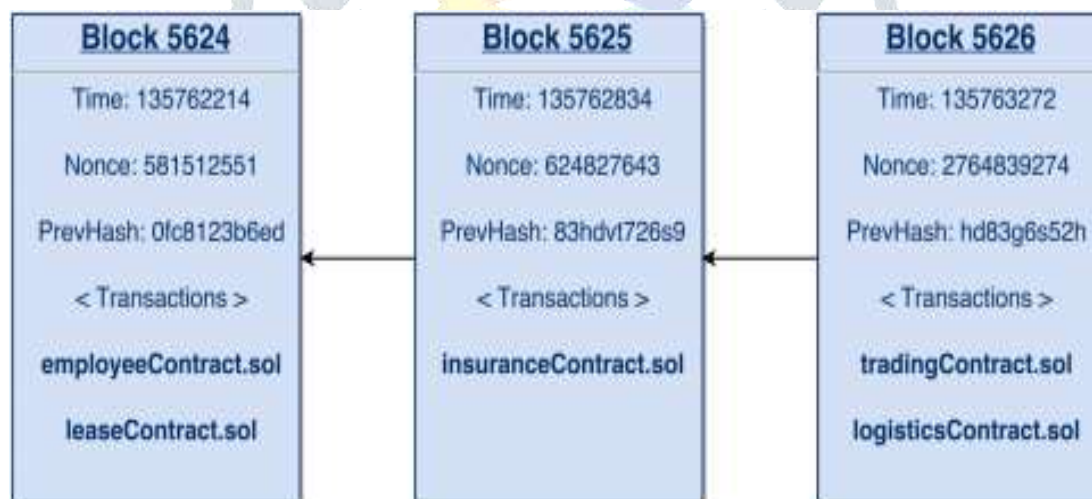 Block 5624
Time: 135762214
Nonce: 581512551
PrevHash: 0fc8123b6ed
< Transactions >
employeeContract.sol
leaseContract.sol
Block 5625
Time: 135762834
Nonce: 624827643
PrevHash: 83hdvt726s9
< Transactions >
insuranceContract.sol
Block 5626
Time: 135763272
Nonce: 2764839274
PrevHash: hd83g6s52h
< Transactions >
tradingContract.sol
logisticsContract.sol